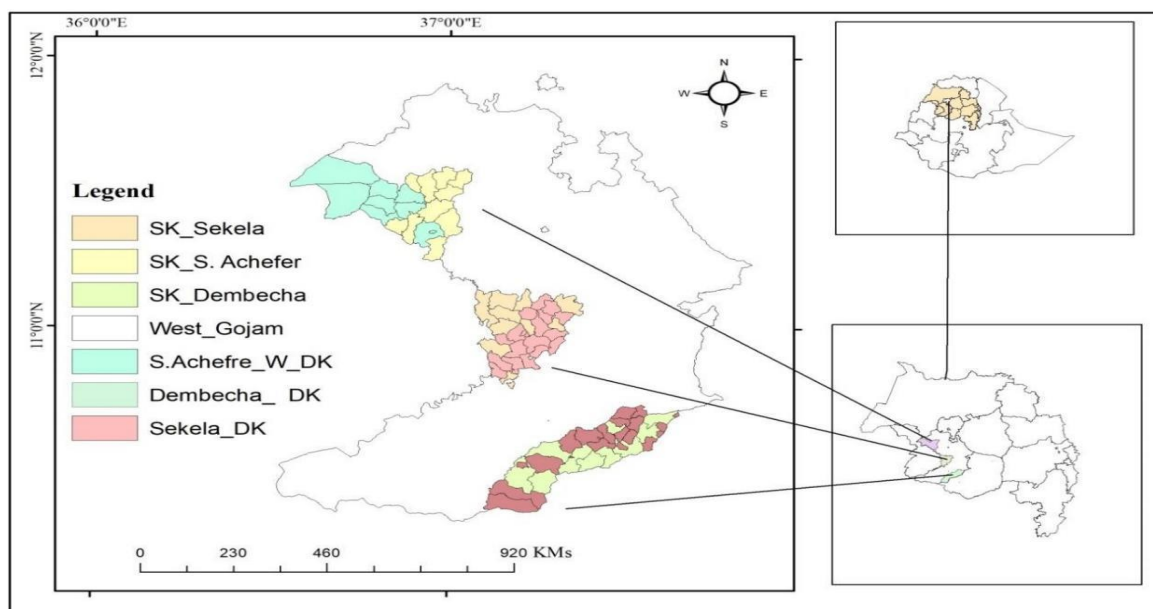 36°0'0"E
37°0'0"E
12°0'0"N
11°0'0"N
N
W
E
S
Legend
SK_Sekela
SK_S. Achefer
SK_Dembecha
West_Gojam
S.Achefre_W_DK
Dembecha_ DK
Sekela_DK
0 230 460 920 KMs